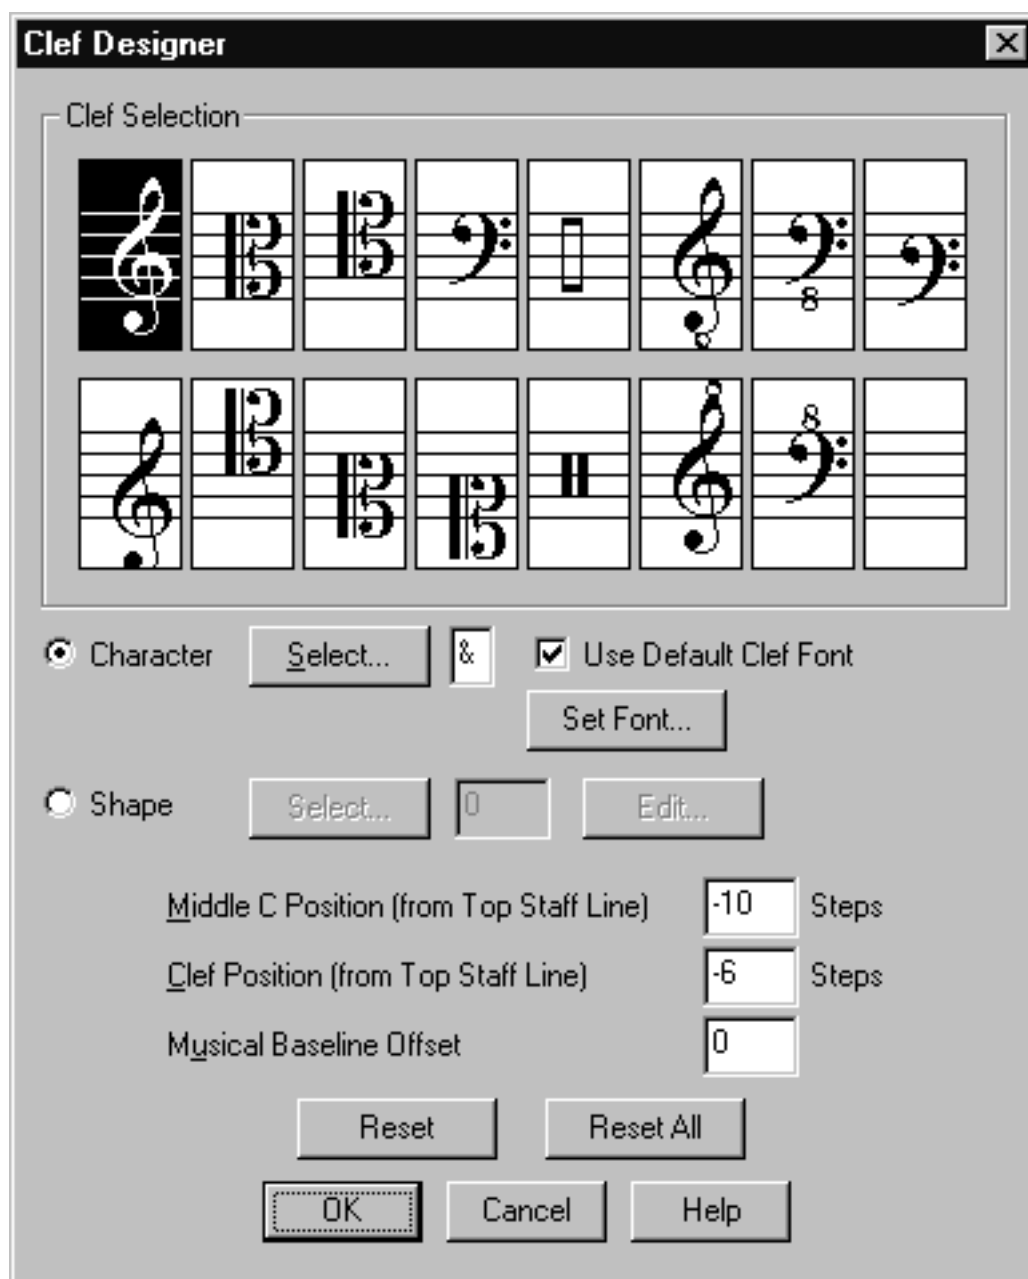 Clef Designer
Clef Selection
8
8
Character Select... & Use Default Clef Font
Set Font...
Shape Select... 0 Edit...
Middle C Position (from Top Staff Line) -10 Steps
Clef Position (from Top Staff Line) -6 Steps
Musical Baseline Offset 0
Reset Reset All
OK Cancel Help